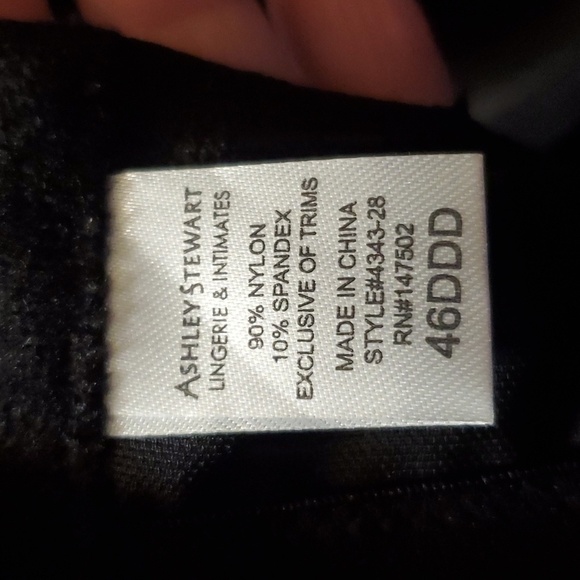 ASHLEY STEWART
LINGERIE & INTIMATES
90% NYLON
10% SPANDEX
EXCLUSIVE OF TRIMS
MADE IN CHINA
STYLE#4343-28
RN#147502
46DDD